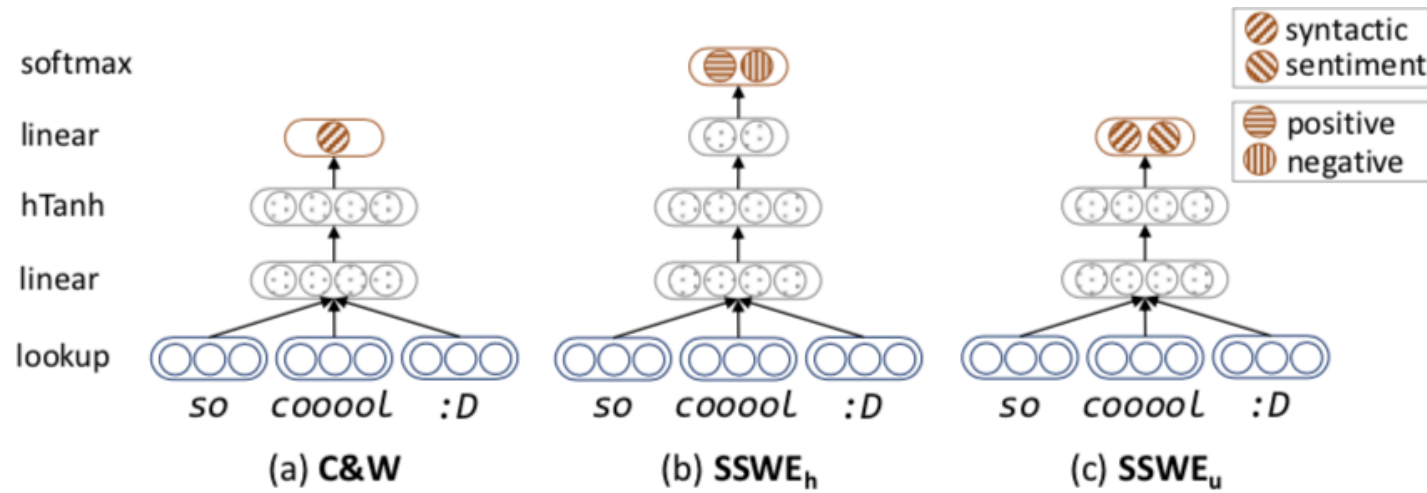 softmax
linear
hTanh
linear
lookup
syntactic
sentiment
positive
negative
so cooool :D
so cooool :D
so cooool :D
(a) C&W
(b) SSWEh
(c) SSWEu